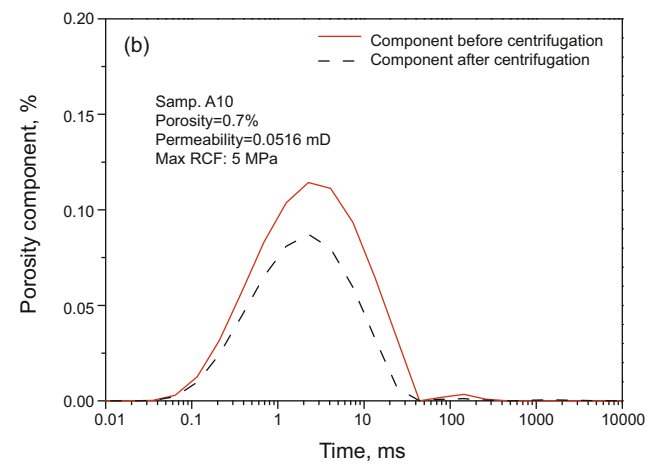 0.20
(b)
Component before centrifugation
Component after centrifugation
Samp. A10
Porosity=0.7%
Permeability=0.0516 mD
Max RCF: 5 MPa
0.15
0.10
0.05
0.00
Porosity component, %
0.01 0.1 1 10 100 1000 10000
Time, ms